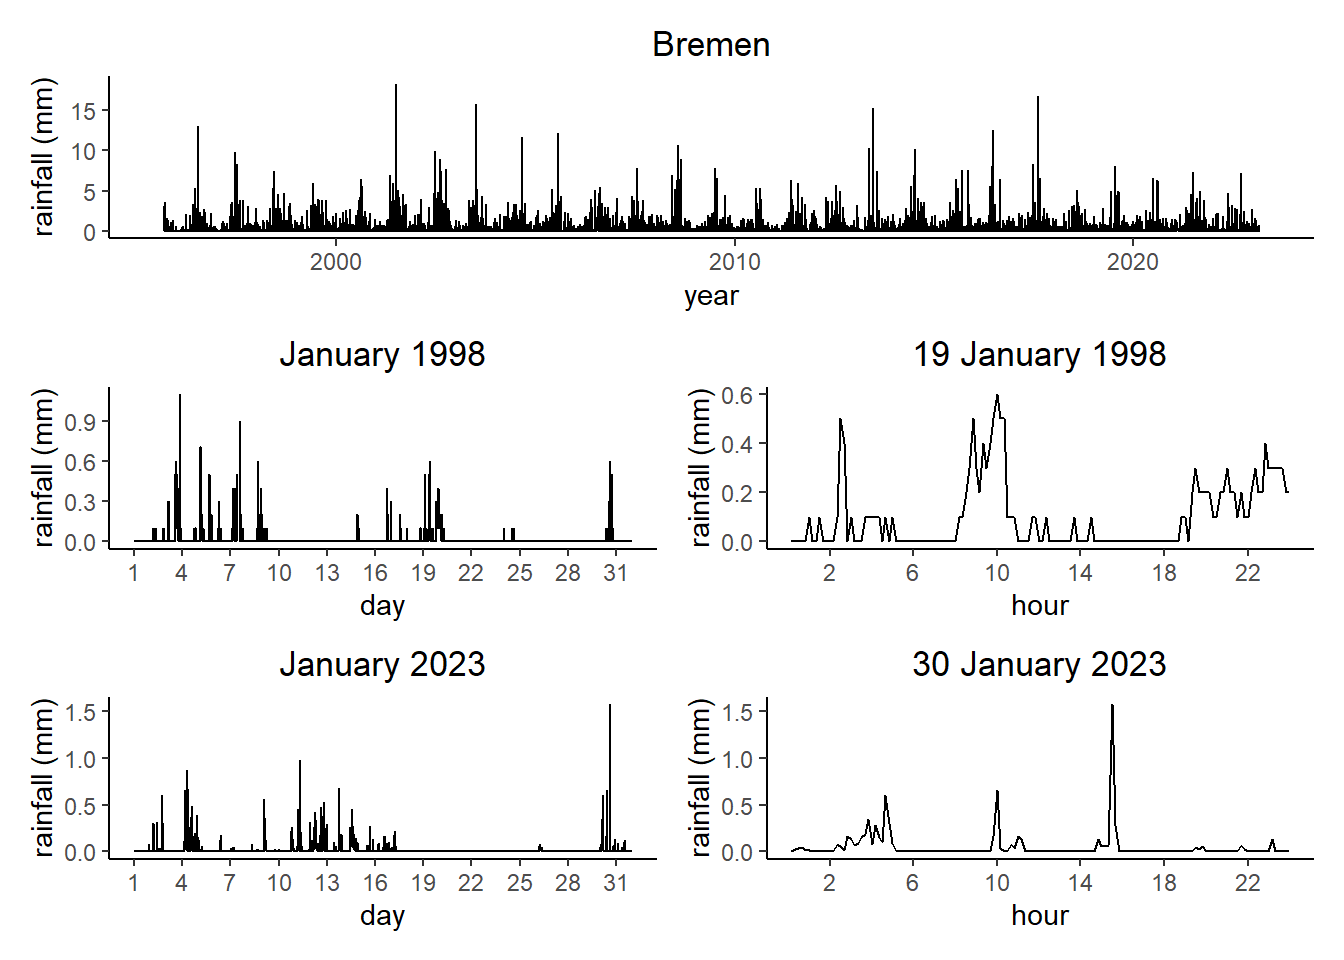 Bremen
rainfall (mm)
15
10
5
0
2000 2010 2020
year
January 1998
rainfall (mm)
0.9
0.6
0.3
0.0
1 4 7 10 13 16 19 22 25 28 31
day
19 January 1998
rainfall (mm)
0.6
0.4
0.2
0.0
2 6 10 14 18 22
hour
January 2023
rainfall (mm)
1.5
1.0
0.5
0.0
1 4 7 10 13 16 19 22 25 28 31
day
30 January 2023
rainfall (mm)
1.5
1.0
0.5
0.0
2 6 10 14 18 22
hour